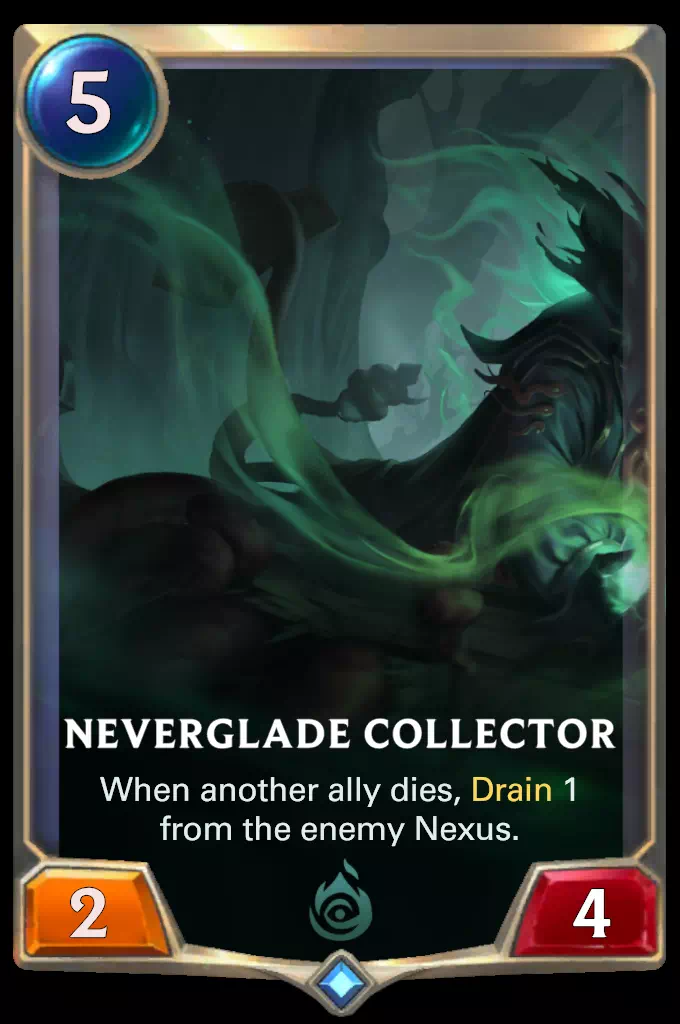 5
NEVERGLADE COLLECTOR
When another ally dies, Drain 1
from the enemy Nexus.
2
4